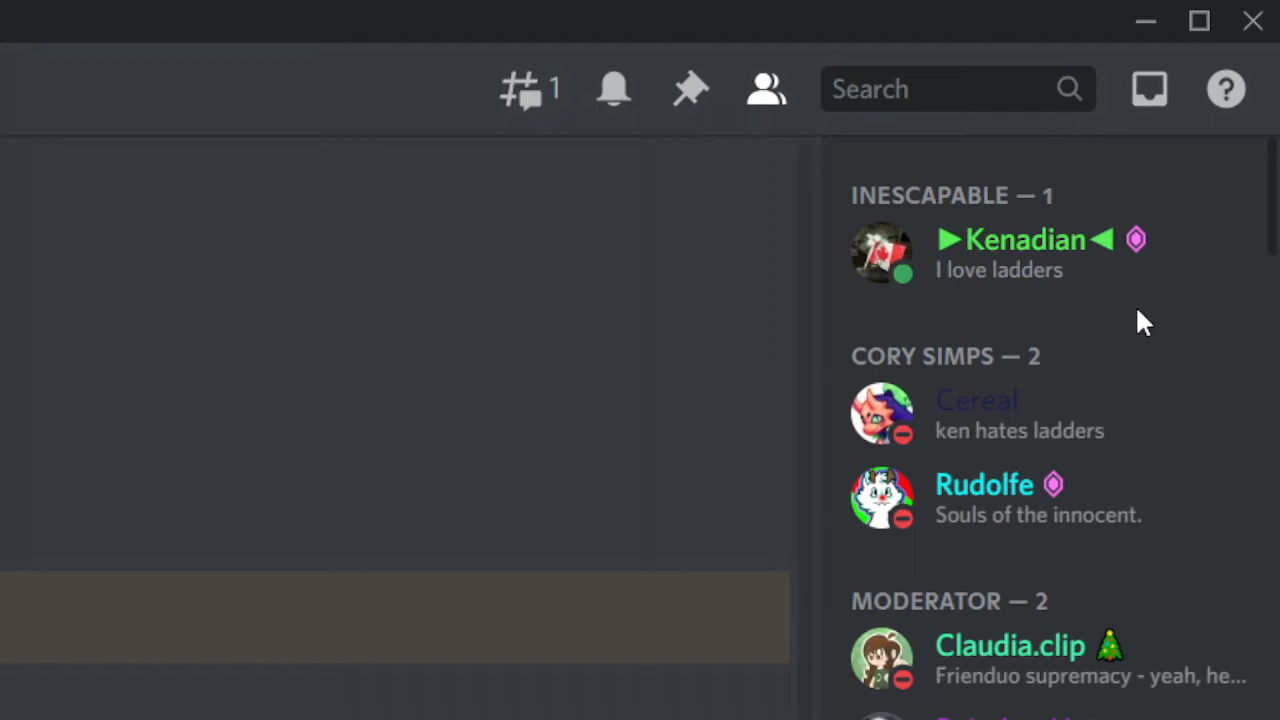 1
Search
?
INESCAPABLE — 1
▶Kenadian◀
I love ladders
CORY SIMPS — 2
Cereal
ken hates ladders
Rudolfe
Souls of the innocent.
MODERATOR — 2
Claudia.clip 🎄
Frienduo supremacy - yeah, he...